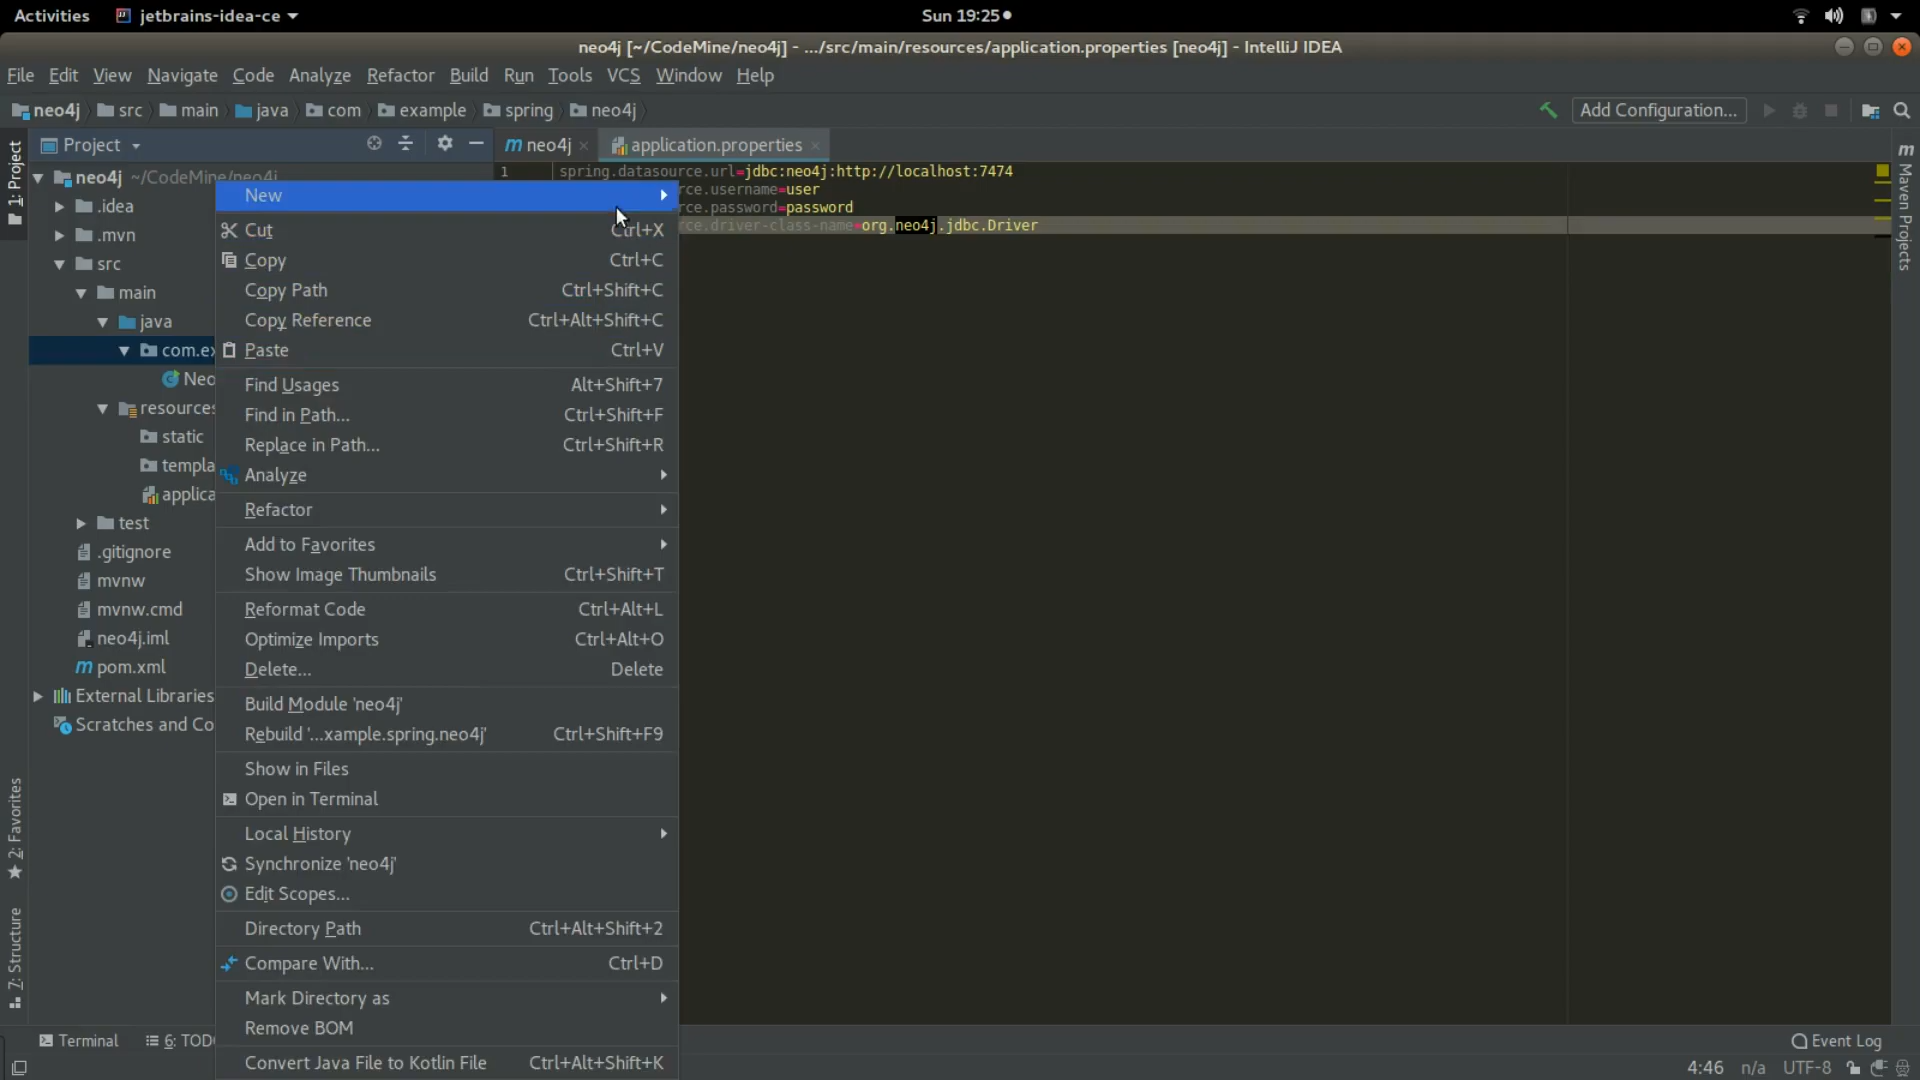 Activities jetbrains-idea-ce Sun 19:25
neo4j [~/CodeMine/neo4j] - .../src/main/resources/application.properties [neo4j] - IntelliJ IDEA
File Edit View Navigate Code Analyze Refactor Build Run Tools VCS Window Help
neo4j src main java com example spring neo4j Add Configuration...
Project neo4j application.properties
1: Project
Maven Projects
neo4j ~/CodeMine/neo4j
.idea
.mvn
src
main
java
com.ex
Neo
resources
static
templa
applica
test
.gitignore
mvnw
mvnw.cmd
neo4j.iml
pom.xml
External Libraries
Scratches and Co
1 spring.datasource.url=jdbc:neo4j:http://localhost:7474
rce.username=user
rce.password=password
rce.driver-class-name=org.neo4j.jdbc.Driver
New
Cut Ctrl+X
Copy Ctrl+C
Copy Path Ctrl+Shift+C
Copy Reference Ctrl+Alt+Shift+C
Paste Ctrl+V
Find Usages Alt+Shift+7
Find in Path... Ctrl+Shift+F
Replace in Path... Ctrl+Shift+R
Analyze
Refactor
Add to Favorites
Show Image Thumbnails Ctrl+Shift+T
Reformat Code Ctrl+Alt+L
Optimize Imports Ctrl+Alt+O
Delete... Delete
Build Module 'neo4j'
Rebuild '...xample.spring.neo4j' Ctrl+Shift+F9
Show in Files
Open in Terminal
Local History
Synchronize 'neo4j'
Edit Scopes...
Directory Path Ctrl+Alt+Shift+2
Compare With... Ctrl+D
Mark Directory as
Remove BOM
Convert Java File to Kotlin File Ctrl+Alt+Shift+K
2: Favorites
7: Structure
Terminal 6: TODO Event Log
4:46 n/a UTF-8